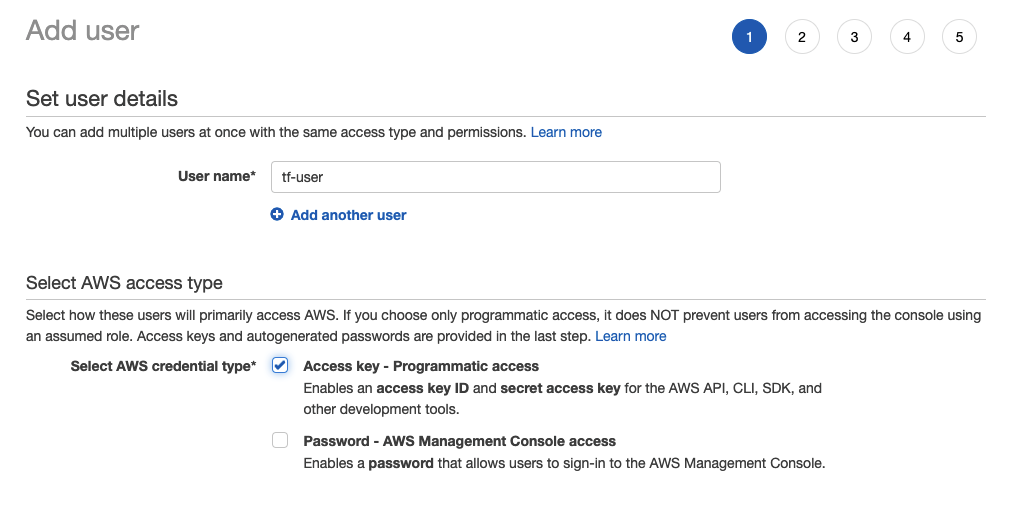 Add user
1 2 3 4 5
Set user details
You can add multiple users at once with the same access type and permissions. Learn more
User name* tf-user
Add another user
Select AWS access type
Select how these users will primarily access AWS. If you choose only programmatic access, it does NOT prevent users from accessing the console using
an assumed role. Access keys and autogenerated passwords are provided in the last step. Learn more
Select AWS credential type* Access key - Programmatic access
Enables an access key ID and secret access key for the AWS API, CLI, SDK, and
other development tools.
Password - AWS Management Console access
Enables a password that allows users to sign-in to the AWS Management Console.